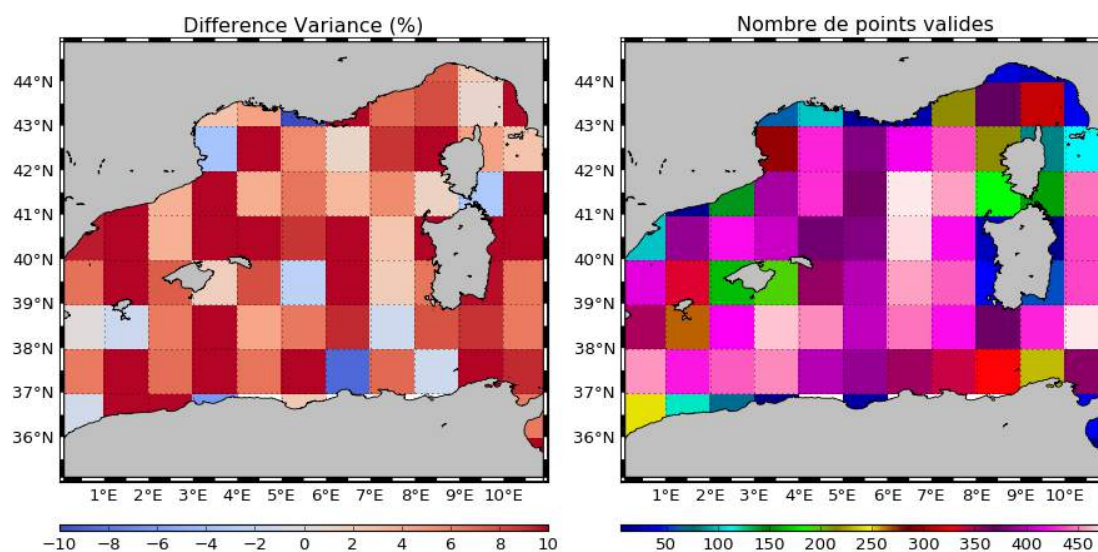 Difference Variance (%)
44°N
43°N
42°N
41°N
40°N
39°N
38°N
37°N
36°N
1°E 2°E 3°E 4°E 5°E 6°E 7°E 8°E 9°E 10°E
−10 −8 −6 −4 −2 0 2 4 6 8 10
Nombre de points valides
44°N
43°N
42°N
41°N
40°N
39°N
38°N
37°N
36°N
1°E 2°E 3°E 4°E 5°E 6°E 7°E 8°E 9°E 10°E
50 100 150 200 250 300 350 400 450